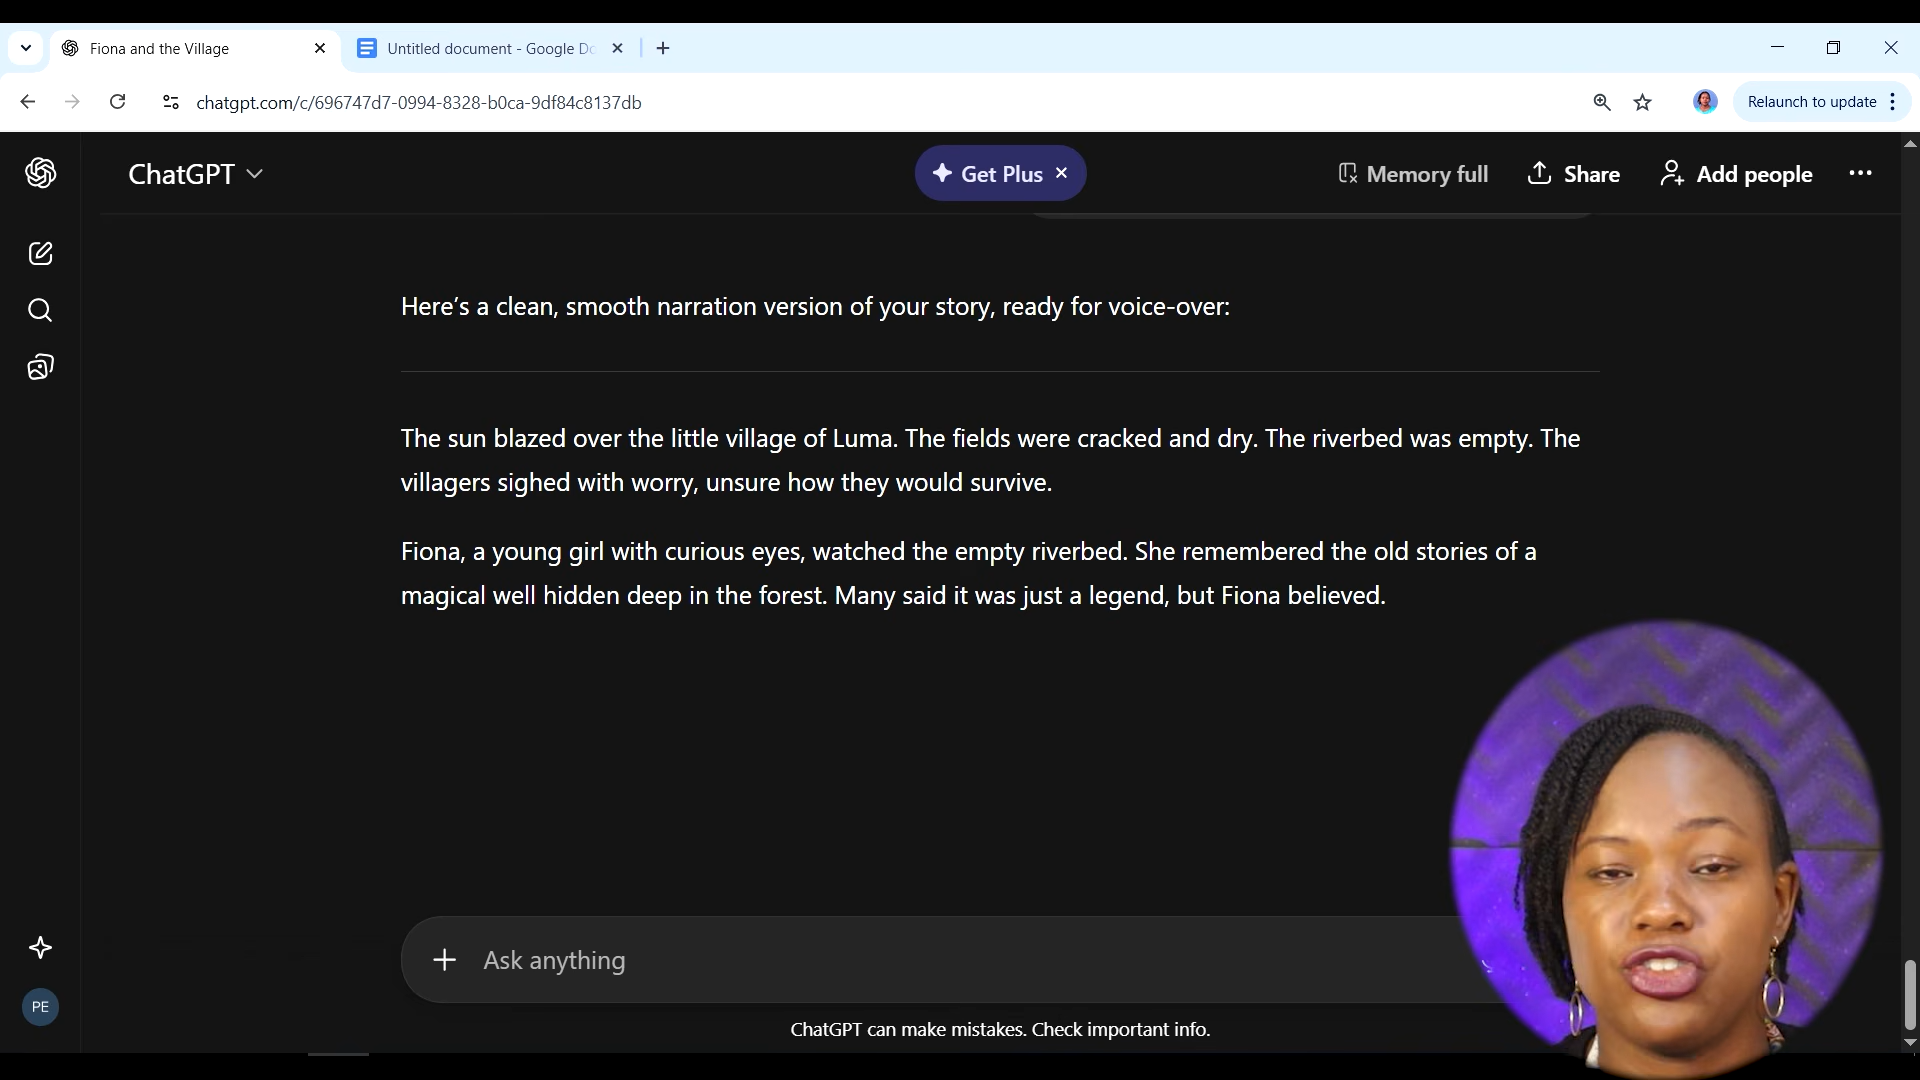 Fiona and the Village
Untitled document - Google Do
chatgpt.com/c/696747d7-0994-8328-b0ca-9df84c8137db
Relaunch to update
ChatGPT
Get Plus
Memory full
Share
Add people
Here’s a clean, smooth narration version of your story, ready for voice-over:
The sun blazed over the little village of Luma. The fields were cracked and dry. The riverbed was empty. The
villagers sighed with worry, unsure how they would survive.
Fiona, a young girl with curious eyes, watched the empty riverbed. She remembered the old stories of a
magical well hidden deep in the forest. Many said it was just a legend, but Fiona believed.
Ask anything
PE
ChatGPT can make mistakes. Check important info.